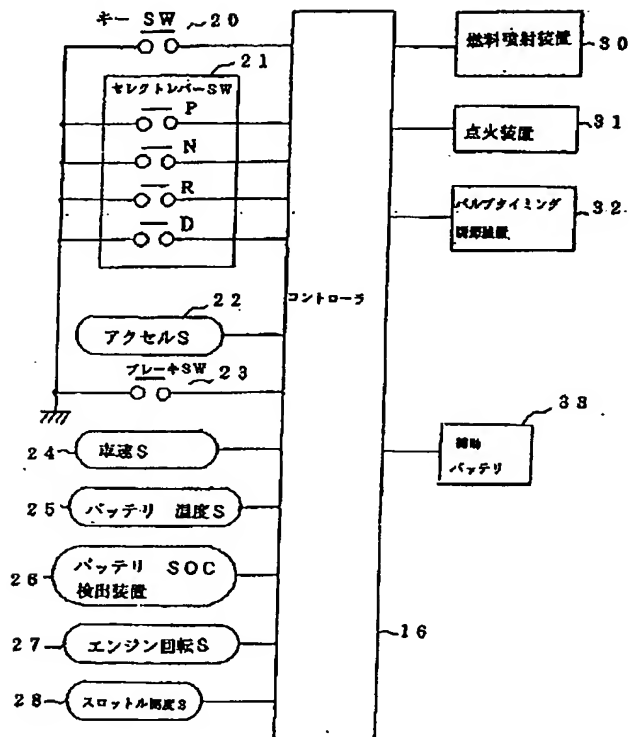 キー SW 20
21
セレクトレバーSW
P
N
R
D
22
アクセルS
ブレーキSW 23
24 車速S
25 バッテリ 温度S
26 バッテリ SOC
検出装置
27 エンジン回転S
28 スロットル開度S
コントローラ
16
燃料噴射装置 30
点火装置 31
バルブタイミング 32
33
補助
バッテリ